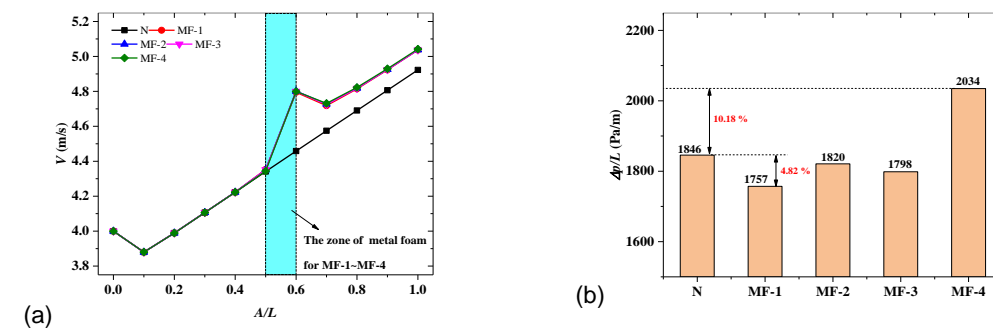 5.2
5.0
4.8
4.6
4.4
4.2
4.0
3.8
V (m/s)
N MF-1
MF-2 MF-3
MF-4
The zone of metal foam
for MF-1~MF-4
0.0 0.2 0.4 0.6 0.8 1.0
A/L
(a)
2200
2000
1800
1600
Δp/L (Pa/m)
2034
10.18 %
1846
1757
4.82 %
1820
1798
N MF-1 MF-2 MF-3 MF-4
(b)